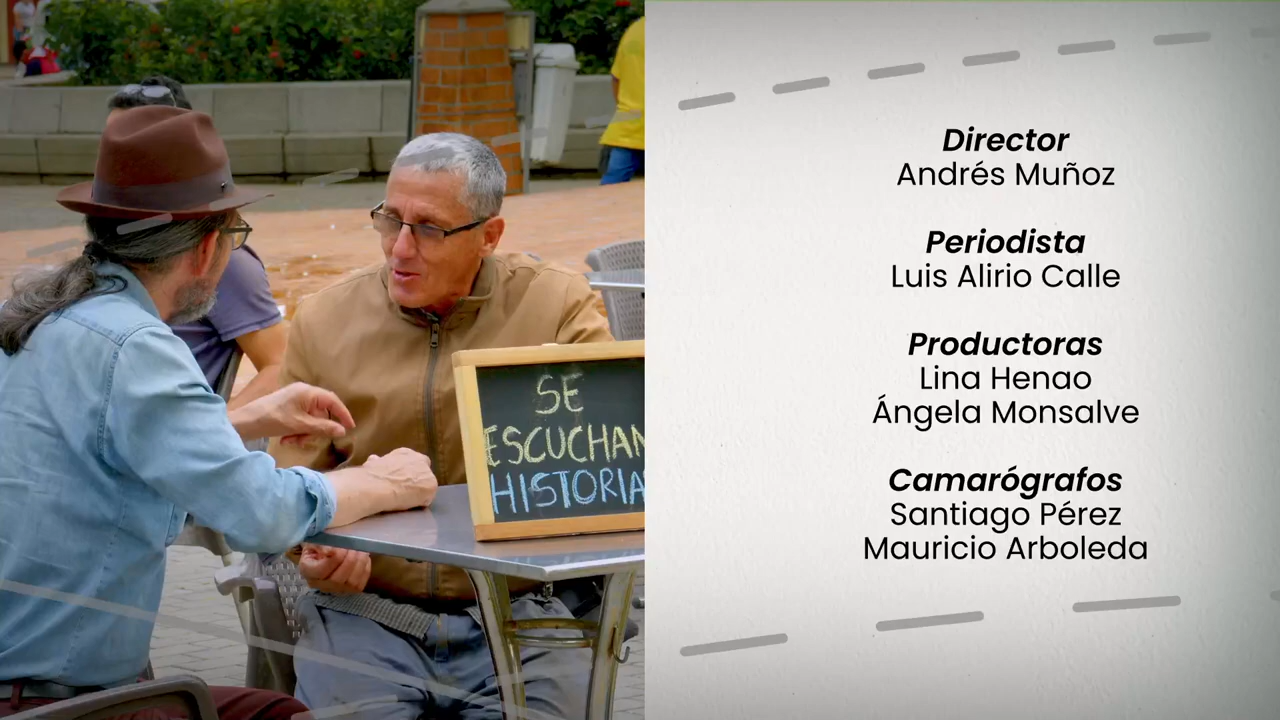 SE
ESCUCHAN
HISTORIA
Director
Andrés Muñoz
Periodista
Luis Alirio Calle
Productoras
Lina Henao
Ángela Monsalve
Camarógrafos
Santiago Pérez
Mauricio Arboleda